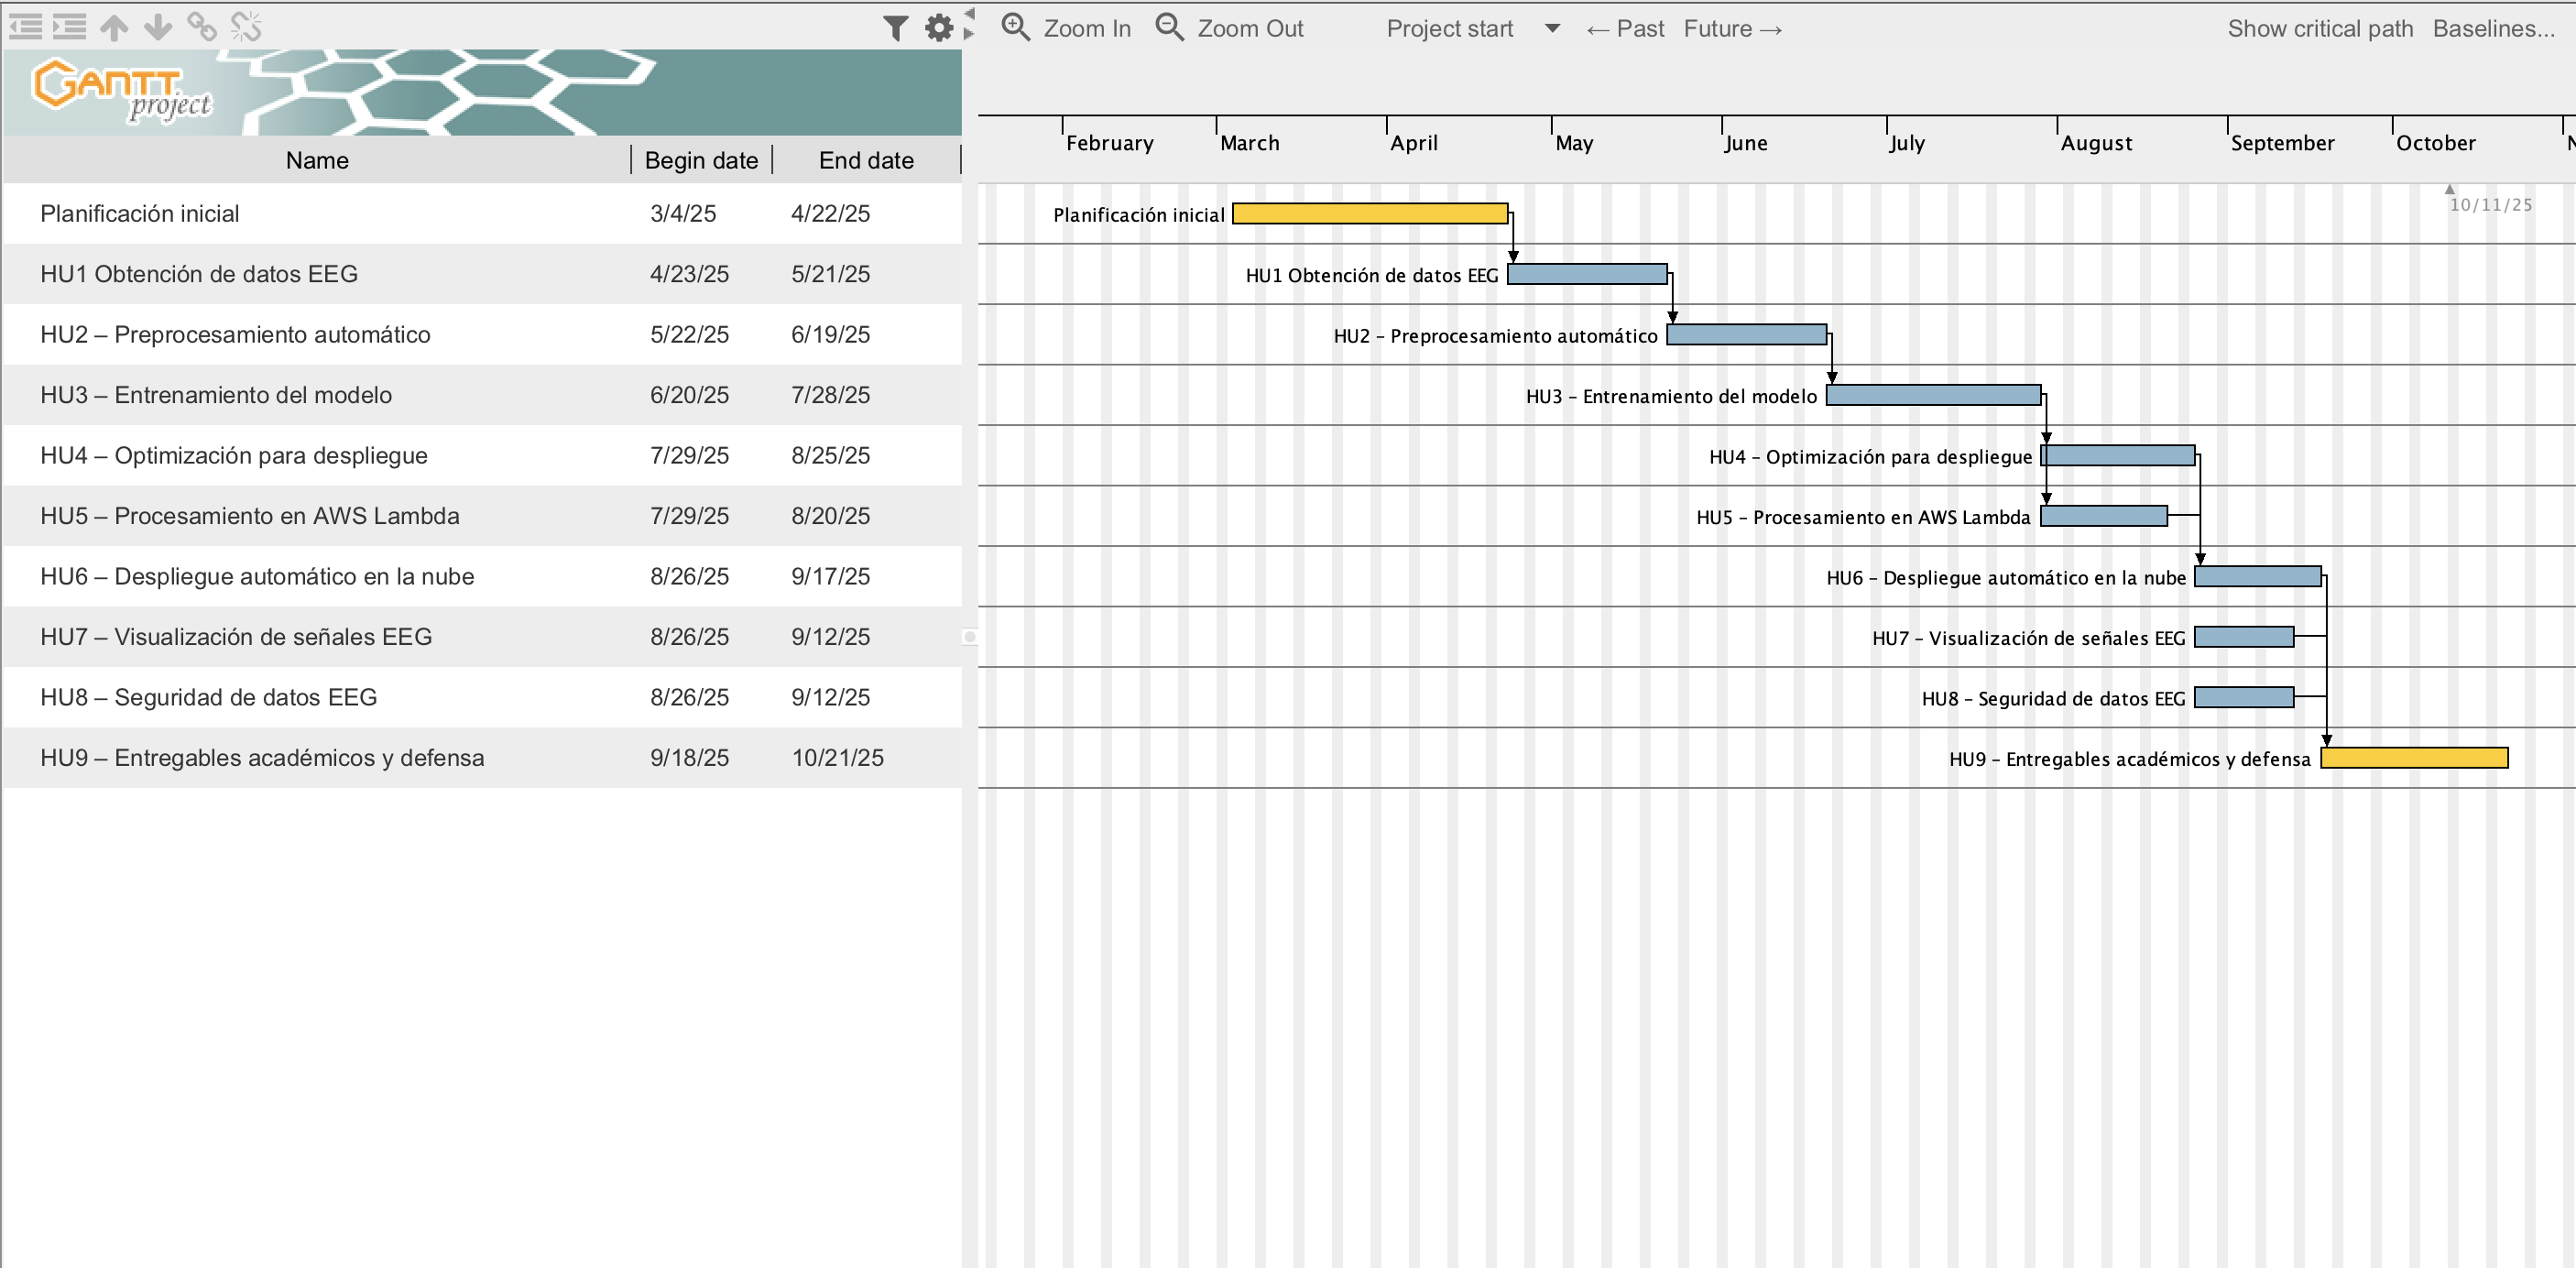 Zoom In Zoom Out Project start ← Past Future → Show critical path Baselines...
GANTT
project
February March April May June July August September October N
Name Begin date End date
Planificación inicial 3/4/25 4/22/25
HU1 Obtención de datos EEG 4/23/25 5/21/25
HU2 – Preprocesamiento automático 5/22/25 6/19/25
HU3 – Entrenamiento del modelo 6/20/25 7/28/25
HU4 – Optimización para despliegue 7/29/25 8/25/25
HU5 – Procesamiento en AWS Lambda 7/29/25 8/20/25
HU6 – Despliegue automático en la nube 8/26/25 9/17/25
HU7 – Visualización de señales EEG 8/26/25 9/12/25
HU8 – Seguridad de datos EEG 8/26/25 9/12/25
HU9 – Entregables académicos y defensa 9/18/25 10/21/25
10/11/25
Planificación inicial
HU1 Obtención de datos EEG
HU2 – Preprocesamiento automático
HU3 – Entrenamiento del modelo
HU4 – Optimización para despliegue
HU5 – Procesamiento en AWS Lambda
HU6 – Despliegue automático en la nube
HU7 – Visualización de señales EEG
HU8 – Seguridad de datos EEG
HU9 – Entregables académicos y defensa